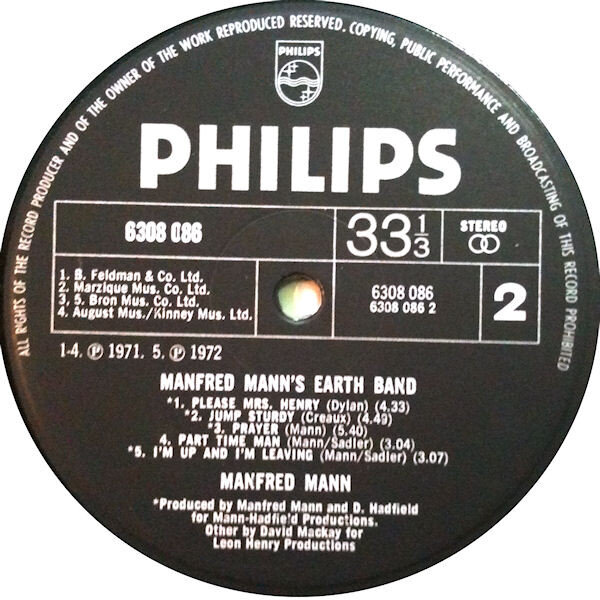 ALL RIGHTS OF THE RECORD PRODUCER AND OF THE OWNER OF THE WORK REPRODUCED RESERVED. COPYING, PUBLIC PERFORMANCE AND BROADCASTING OF THIS RECORD PROHIBITED
PHILIPS
PHILIPS
6308 086
33 1/3
STEREO
1. B. Feldman & Co. Ltd.
2. Marzique Mus. Co. Ltd.
3. 5. Bron Mus. Co. Ltd.
4. August Mus./Kinney Mus. Ltd.
6308 086
6308 086 2
2
1-4. ℗ 1971. 5. ℗ 1972
MANFRED MANN'S EARTH BAND
*1. PLEASE MRS. HENRY (Dylan) (4.33)
*2. JUMP STURDY (Creaux) (4.49)
*3. PRAYER (Mann) (5.40)
4. PART TIME MAN (Mann/Sadler) (3.04)
*5. I'M UP AND I'M LEAVING (Mann/Sadler) (3.07)
MANFRED MANN
*Produced by Manfred Mann and D. Hadfield
for Mann-Hadfield Productions.
Other by David Mackay for
Leon Henry Productions